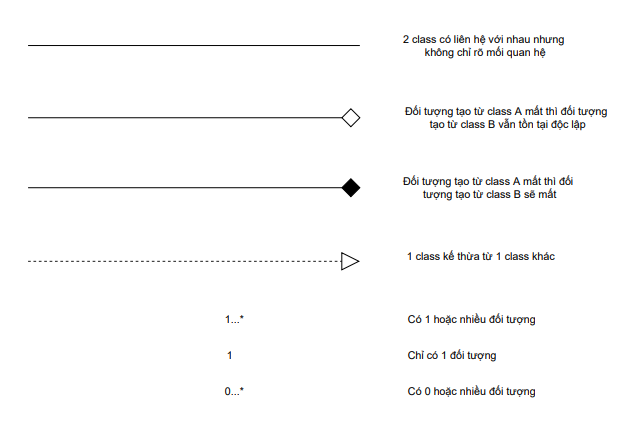 2 class có liên hệ với nhau nhưng
không chỉ rõ mối quan hệ
Đối tượng tạo từ class A mất thì đối tượng
tạo từ class B vẫn tồn tại độc lập
Đối tượng tạo từ class A mất thì đối
tượng tạo từ class B sẽ mất
1 class kế thừa từ 1 class khác
1...* Có 1 hoặc nhiều đối tượng
1 Chỉ có 1 đối tượng
0...* Có 0 hoặc nhiều đối tượng